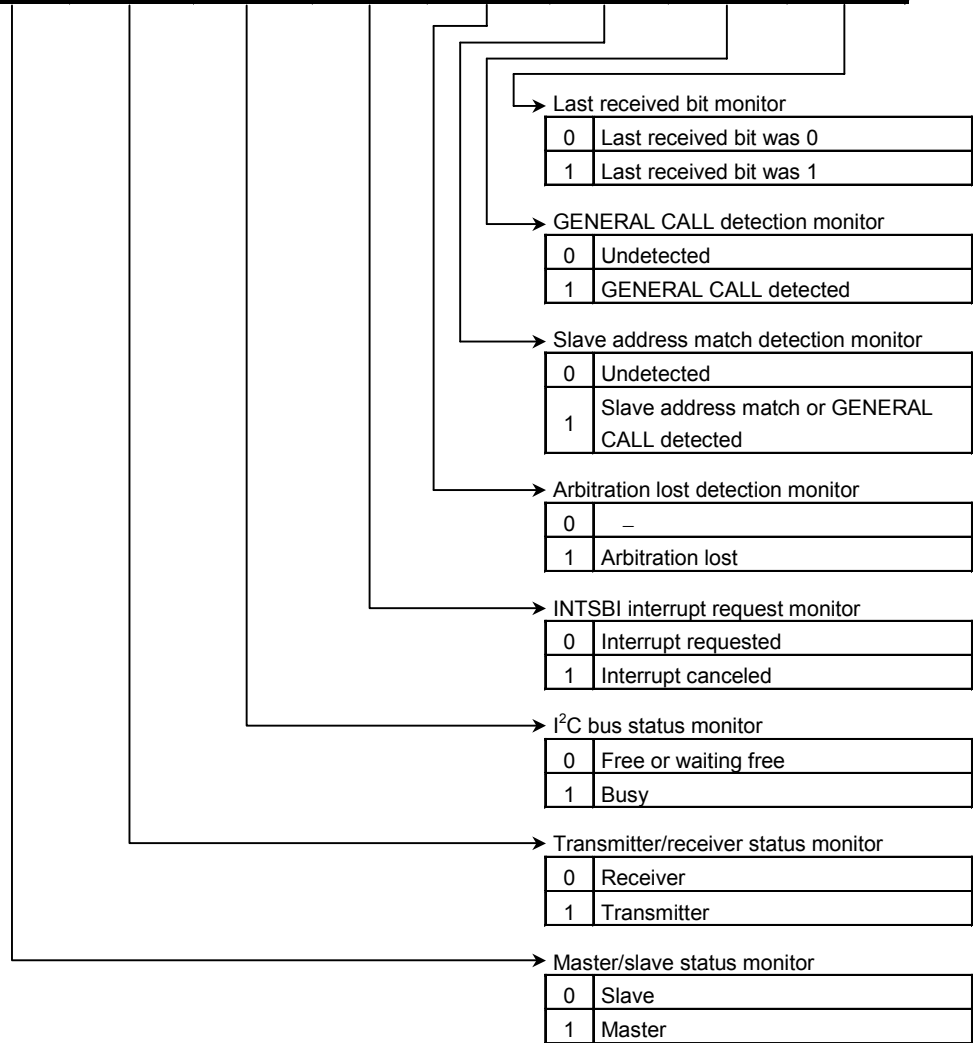 Last received bit monitor
0 Last received bit was 0
1 Last received bit was 1
GENERAL CALL detection monitor
0 Undetected
1 GENERAL CALL detected
Slave address match detection monitor
0 Undetected
1 Slave address match or GENERAL
CALL detected
Arbitration lost detection monitor
0 –
1 Arbitration lost
INTSBI interrupt request monitor
0 Interrupt requested
1 Interrupt canceled
I²C bus status monitor
0 Free or waiting free
1 Busy
Transmitter/receiver status monitor
0 Receiver
1 Transmitter
Master/slave status monitor
0 Slave
1 Master